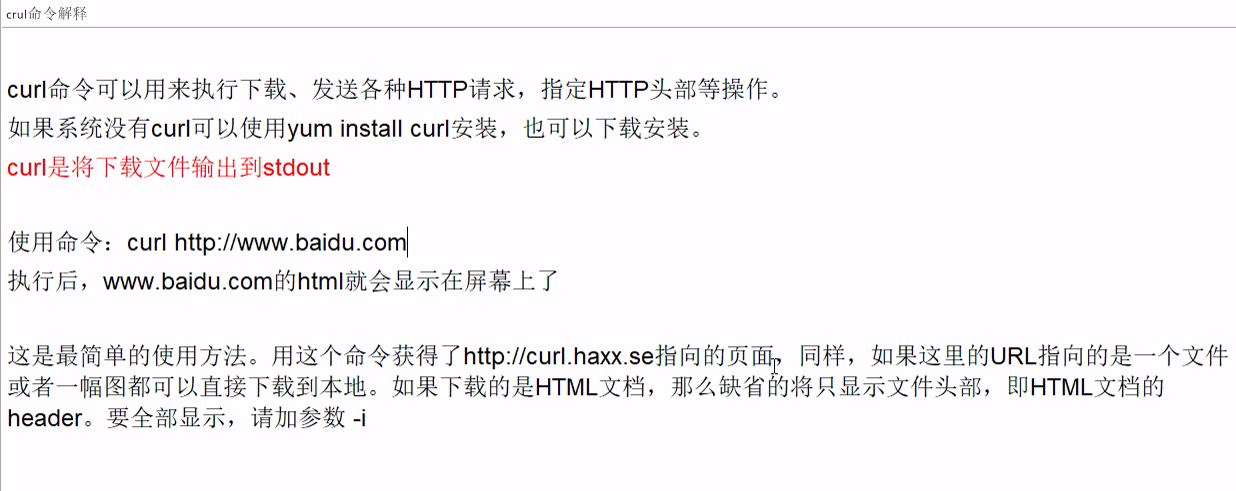 crul命令解释
curl命令可以用来执行下载、发送各种HTTP请求，指定HTTP头部等操作。
如果系统没有curl可以使用yum install curl安装，也可以下载安装。
curl是将下载文件输出到stdout
使用命令：curl http://www.baidu.com
执行后，www.baidu.com的html就会显示在屏幕上了
这是最简单的使用方法。用这个命令获得了http://curl.haxx.se指向的页面，同样，如果这里的URL指向的是一个文件
或者一幅图都可以直接下载到本地。如果下载的是HTML文档，那么缺省的将只显示文件头部，即HTML文档的
header。要全部显示，请加参数 -i